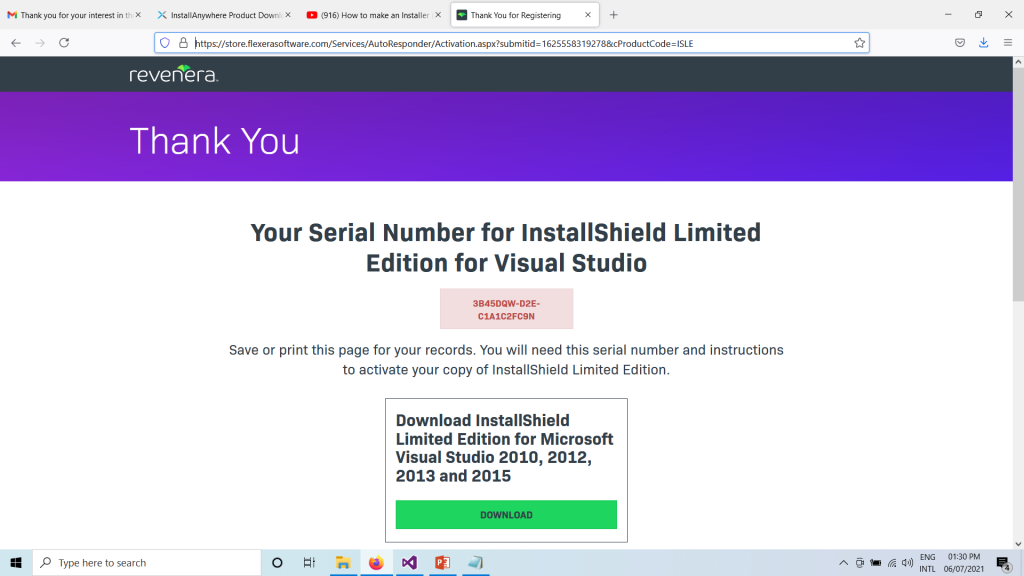 Thank you for your interest in th
InstallAnywhere Product Downl
(916) How to make an Installer
Thank You for Registering
https://store.flexerasoftware.com/Services/AutoResponder/Activation.aspx?submitid=1625558319278&cProductCode=ISLE
revenera.
Thank You
Your Serial Number for InstallShield Limited
Edition for Visual Studio
3B45DQW-D2E-
C1A1C2FC9N
Save or print this page for your records. You will need this serial number and instructions
to activate your copy of InstallShield Limited Edition.
Download InstallShield
Limited Edition for Microsoft
Visual Studio 2010, 2012,
2013 and 2015
DOWNLOAD
Type here to search
ENG
INTL
01:30 PM
06/07/2021
4